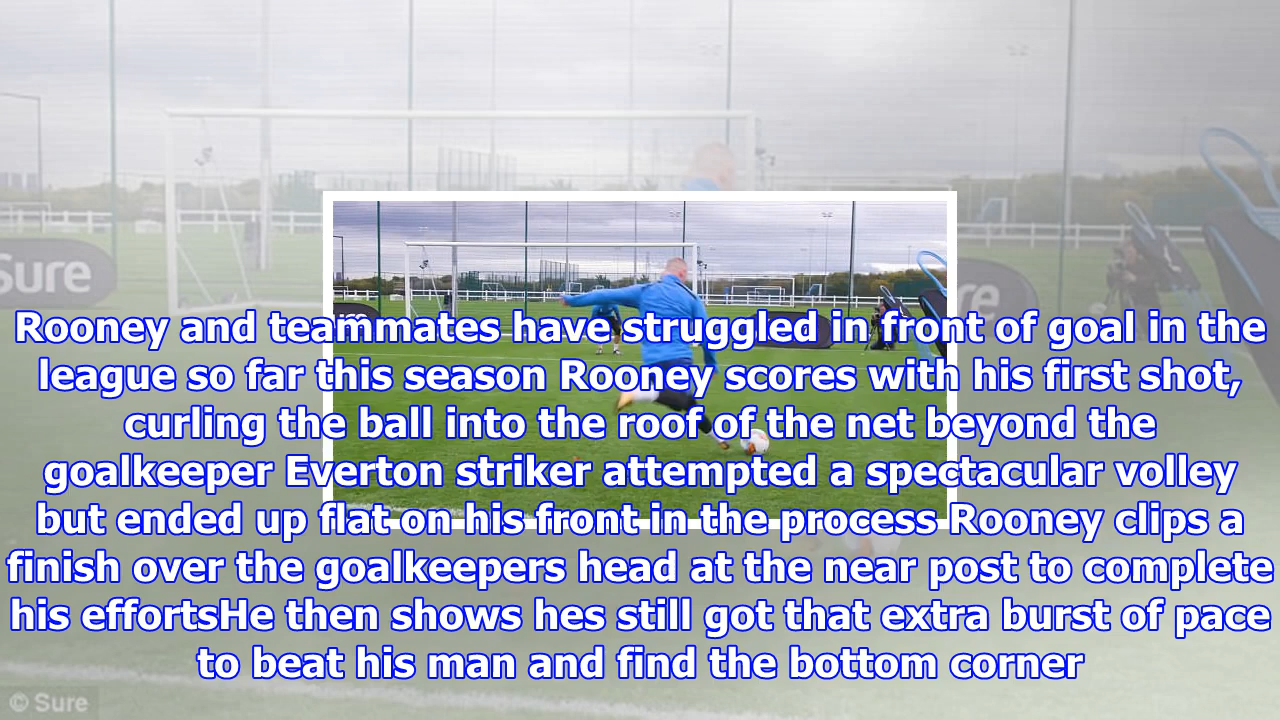 Sure
re
Rooney and teammates have struggled in front of goal in the
league so far this season Rooney scores with his first shot,
curling the ball into the roof of the net beyond the
goalkeeper Everton striker attempted a spectacular volley
but ended up flat on his front in the process Rooney clips a
finish over the goalkeepers head at the near post to complete
his effortsHe then shows hes still got that extra burst of pace
to beat his man and find the bottom corner
© Sure